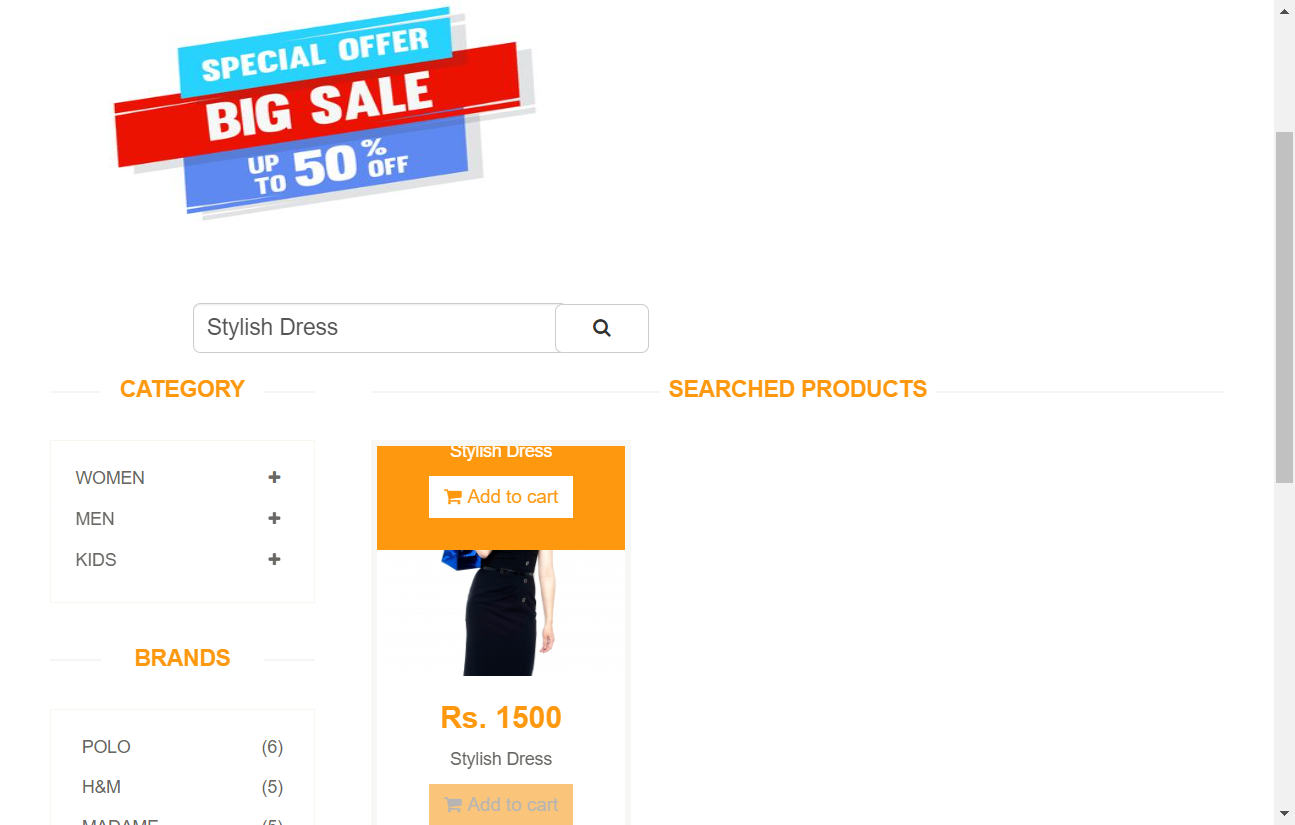 SPECIAL OFFER
BIG SALE
UP TO 50% OFF
Stylish Dress
CATEGORY
WOMEN
MEN
KIDS
BRANDS
POLO (6)
H&M (5)
MADAME (5)
SEARCHED PRODUCTS
Stylish Dress
Add to cart
Rs. 1500
Stylish Dress
Add to cart